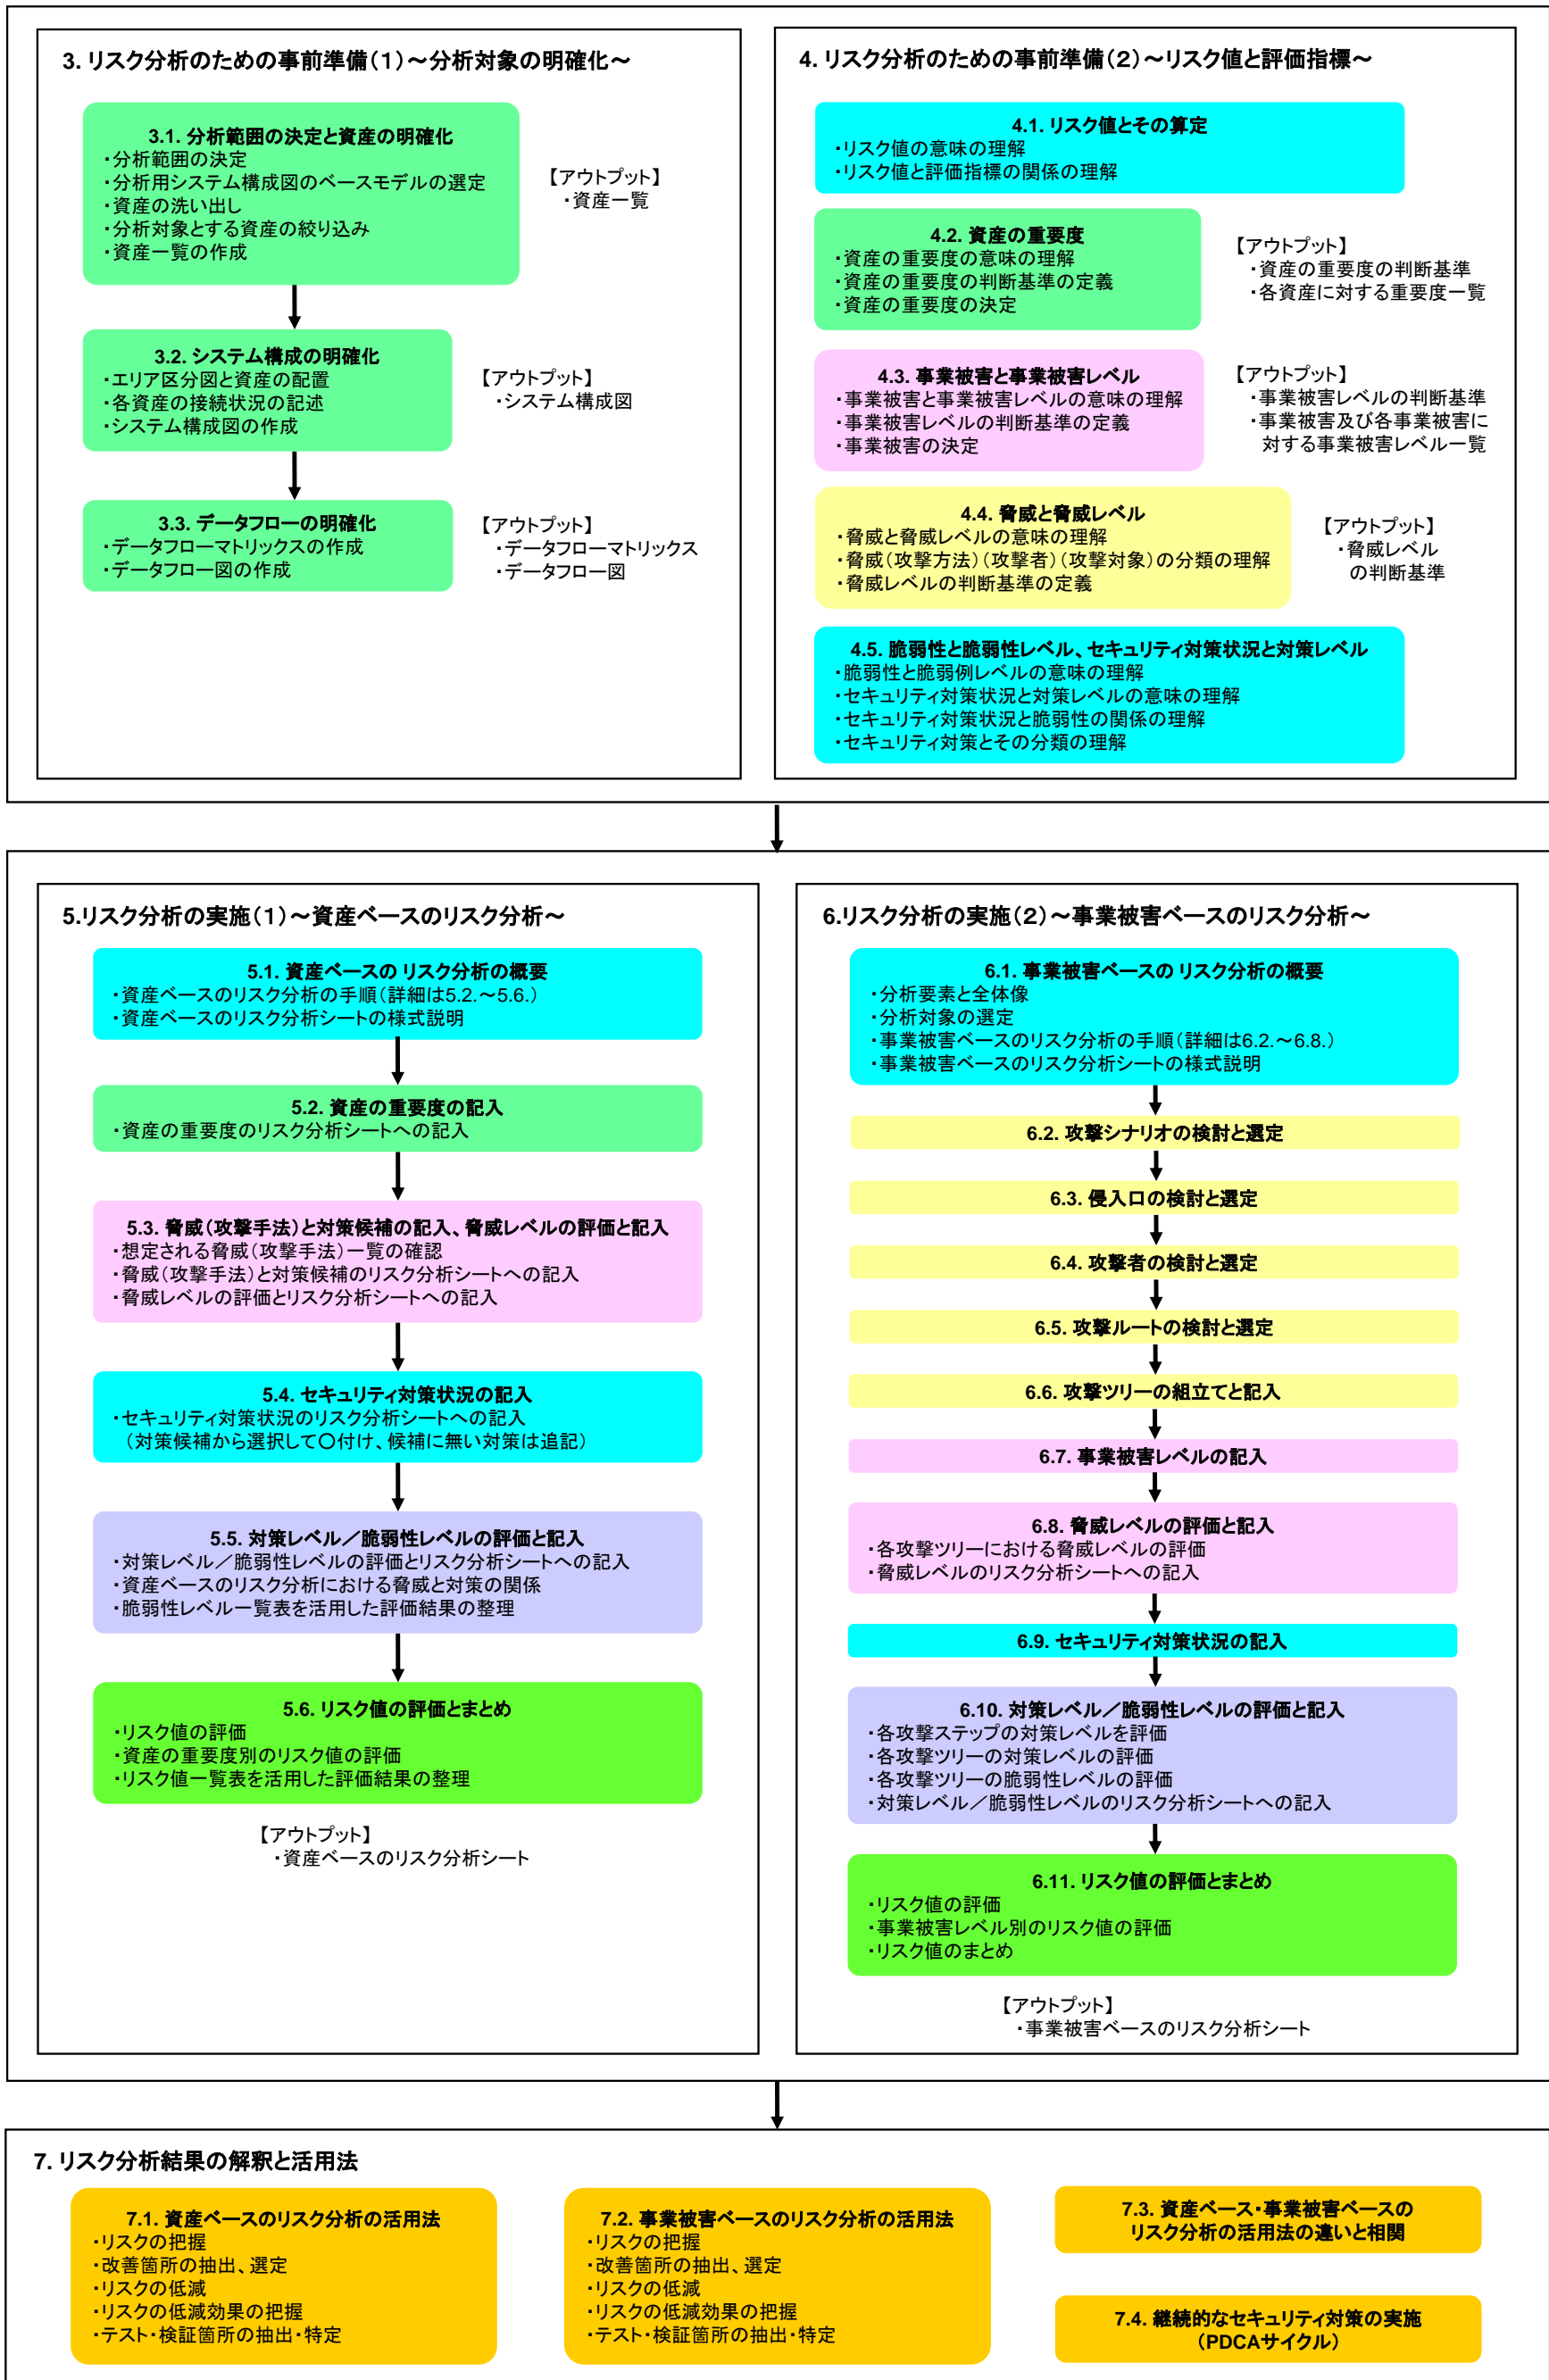 3. リスク分析のための事前準備(1)～分析対象の明確化～
3.1. 分析範囲の決定と資産の明確化
・分析範囲の決定
・分析用システム構成図のベースモデルの選定
・資産の洗い出し
・分析対象とする資産の絞り込み
・資産一覧の作成
【アウトプット】
・資産一覧
3.2. システム構成の明確化
・エリア区分図と資産の配置
・各資産の接続状況の記述
・システム構成図の作成
【アウトプット】
・システム構成図
3.3. データフローの明確化
・データフローマトリックスの作成
・データフロー図の作成
【アウトプット】
・データフローマトリックス
・データフロー図
4. リスク分析のための事前準備(2)～リスク値と評価指標～
4.1. リスク値とその算定
・リスク値の意味の理解
・リスク値と評価指標の関係の理解
4.2. 資産の重要度
・資産の重要度の意味の理解
・資産の重要度の判断基準の定義
・資産の重要度の決定
【アウトプット】
・資産の重要度の判断基準
・各資産に対する重要度一覧
4.3. 事業被害と事業被害レベル
・事業被害と事業被害レベルの意味の理解
・事業被害レベルの判断基準の定義
・事業被害の決定
【アウトプット】
・事業被害レベルの判断基準
・事業被害及び各事業被害に
対する事業被害レベル一覧
4.4. 脅威と脅威レベル
・脅威と脅威レベルの意味の理解
・脅威(攻撃方法)(攻撃者)(攻撃対象)の分類の理解
・脅威レベルの判断基準の定義
【アウトプット】
・脅威レベル
の判断基準
4.5. 脆弱性と脆弱性レベル、セキュリティ対策状況と対策レベル
・脆弱性と脆弱例レベルの意味の理解
・セキュリティ対策状況と対策レベルの意味の理解
・セキュリティ対策状況と脆弱性の関係の理解
・セキュリティ対策とその分類の理解
5.リスク分析の実施(1)～資産ベースのリスク分析～
5.1. 資産ベースの リスク分析の概要
・資産ベースのリスク分析の手順(詳細は5.2.～5.6.)
・資産ベースのリスク分析シートの様式説明
5.2. 資産の重要度の記入
・資産の重要度のリスク分析シートへの記入
5.3. 脅威(攻撃手法)と対策候補の記入、脅威レベルの評価と記入
・想定される脅威(攻撃手法)一覧の確認
・脅威(攻撃手法)と対策候補のリスク分析シートへの記入
・脅威レベルの評価とリスク分析シートへの記入
5.4. セキュリティ対策状況の記入
・セキュリティ対策状況のリスク分析シートへの記入
(対策候補から選択して〇付け、候補に無い対策は追記)
5.5. 対策レベル／脆弱性レベルの評価と記入
・対策レベル／脆弱性レベルの評価とリスク分析シートへの記入
・資産ベースのリスク分析における脅威と対策の関係
・脆弱性レベル一覧表を活用した評価結果の整理
5.6. リスク値の評価とまとめ
・リスク値の評価
・資産の重要度別のリスク値の評価
・リスク値一覧表を活用した評価結果の整理
【アウトプット】
・資産ベースのリスク分析シート
6.リスク分析の実施(2)～事業被害ベースのリスク分析～
6.1. 事業被害ベースの リスク分析の概要
・分析要素と全体像
・分析対象の選定
・事業被害ベースのリスク分析の手順(詳細は6.2.～6.8.)
・事業被害ベースのリスク分析シートの様式説明
6.2. 攻撃シナリオの検討と選定
6.3. 侵入口の検討と選定
6.4. 攻撃者の検討と選定
6.5. 攻撃ルートの検討と選定
6.6. 攻撃ツリーの組立てと記入
6.7. 事業被害レベルの記入
6.8. 脅威レベルの評価と記入
・各攻撃ツリーにおける脅威レベルの評価
・脅威レベルのリスク分析シートへの記入
6.9. セキュリティ対策状況の記入
6.10. 対策レベル／脆弱性レベルの評価と記入
・各攻撃ステップの対策レベルを評価
・各攻撃ツリーの対策レベルの評価
・各攻撃ツリーの脆弱性レベルの評価
・対策レベル／脆弱性レベルのリスク分析シートへの記入
6.11. リスク値の評価とまとめ
・リスク値の評価
・事業被害レベル別のリスク値の評価
・リスク値のまとめ
【アウトプット】
・事業被害ベースのリスク分析シート
7. リスク分析結果の解釈と活用法
7.1. 資産ベースのリスク分析の活用法
・リスクの把握
・改善箇所の抽出、選定
・リスクの低減
・リスクの低減効果の把握
・テスト・検証箇所の抽出・特定
7.2. 事業被害ベースのリスク分析の活用法
・リスクの把握
・改善箇所の抽出、選定
・リスクの低減
・リスクの低減効果の把握
・テスト・検証箇所の抽出・特定
7.3. 資産ベース・事業被害ベースの
リスク分析の活用法の違いと相関
7.4. 継続的なセキュリティ対策の実施
(PDCAサイクル)